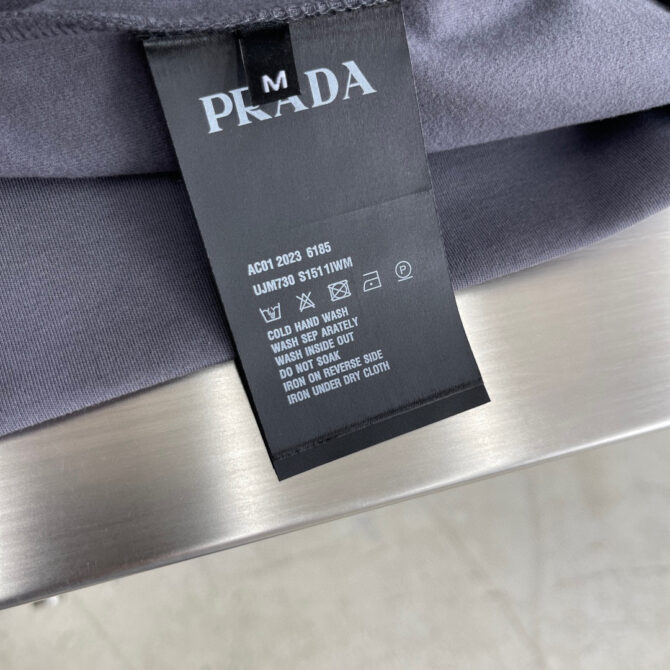 M
PRADA
AC01 2023 6185
UJM730 S1511IWM
P
COLD HAND WASH
WASH SEP ARATELY
WASH INSIDE OUT
DO NOT SOAK
IRON ON REVERSE SIDE
IRON UNDER DRY CLOTH